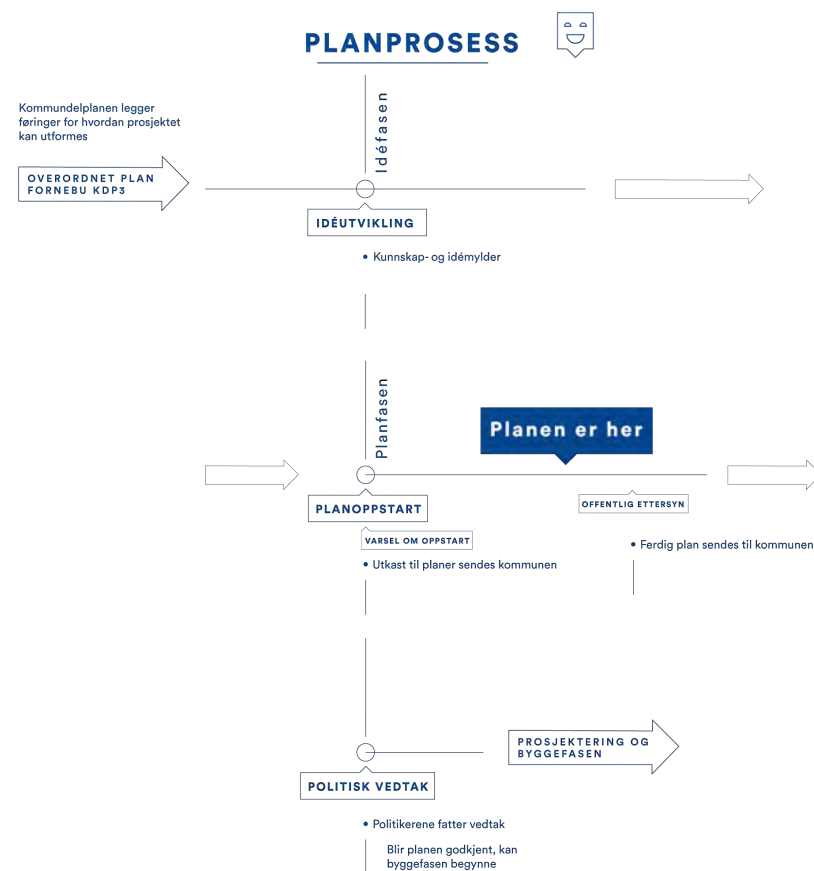 PLANPROSESS
Kommundelplanen legger
føringer for hvordan prosjektet
kan utformes
Idéfasen
OVERORDNET PLAN
FORNEBU KDP3
IDÉUTVIKLING
• Kunnskap- og idémylder
Planfasen
Planen er her
PLANOPPSTART
OFFENTLIG ETTERSYN
VARSEL OM OPPSTART
• Ferdig plan sendes til kommunen
• Utkast til planer sendes kommunen
PROSJEKTERING OG
BYGGEFASEN
POLITISK VEDTAK
• Politikerene fatter vedtak
Blir planen godkjent, kan
byggefasen begynne